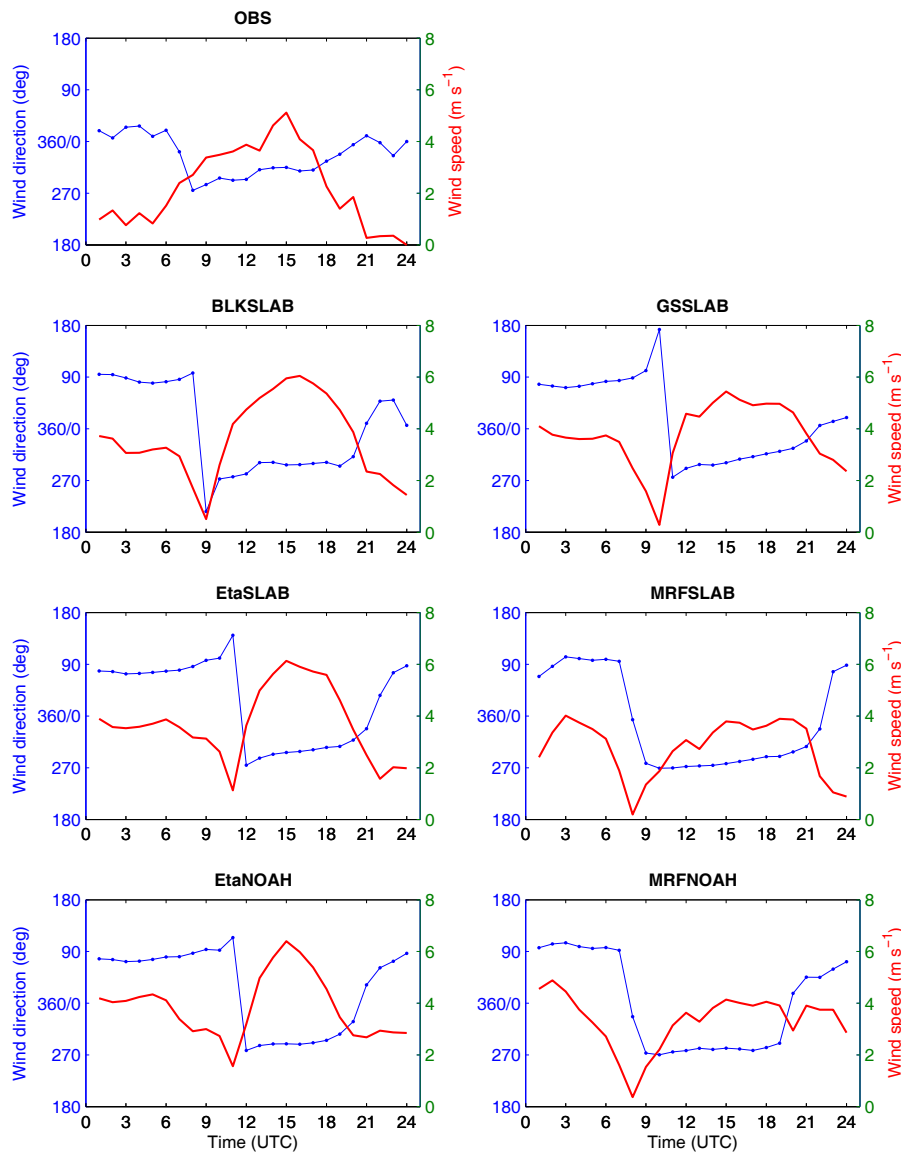 OBS
180
90
360/0
270
180
Wind direction (deg)
8
6
4
2
0
Wind speed (m s⁻¹)
0 3 6 9 12 15 18 21 24
BLKSLAB
180
90
360/0
270
180
Wind direction (deg)
8
6
4
2
0
0 3 6 9 12 15 18 21 24
GSSLAB
180
90
360/0
270
180
8
6
4
2
0
Wind speed (m s⁻¹)
0 3 6 9 12 15 18 21 24
EtaSLAB
180
90
360/0
270
180
Wind direction (deg)
8
6
4
2
0
0 3 6 9 12 15 18 21 24
MRFSLAB
180
90
360/0
270
180
8
6
4
2
0
Wind speed (m s⁻¹)
0 3 6 9 12 15 18 21 24
EtaNOAH
180
90
360/0
270
180
Wind direction (deg)
8
6
4
2
0
0 3 6 9 12 15 18 21 24
Time (UTC)
MRFNOAH
180
90
360/0
270
180
8
6
4
2
0
Wind speed (m s⁻¹)
0 3 6 9 12 15 18 21 24
Time (UTC)